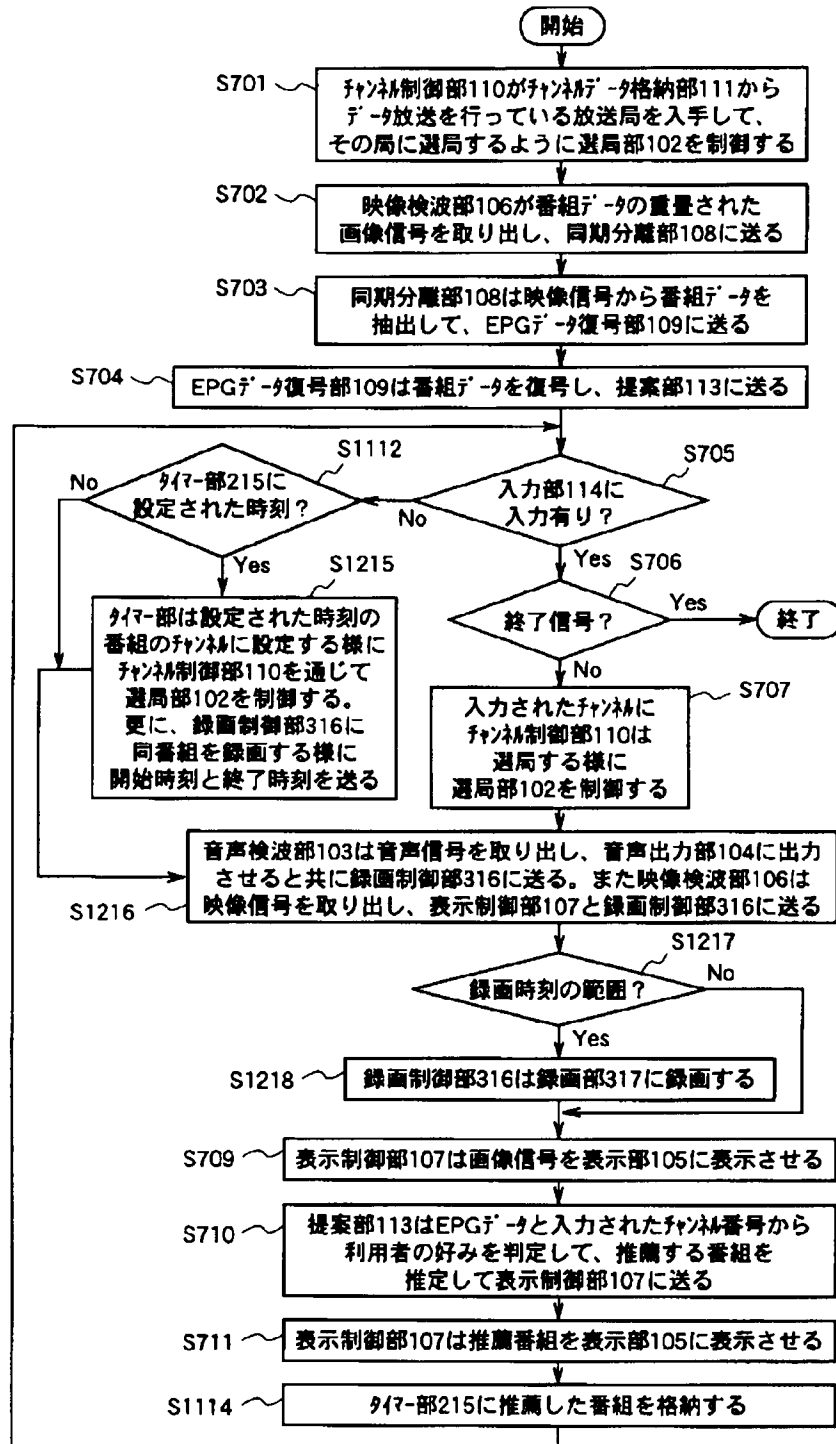 開始
S701
チャンネル制御部110がチャンネルデータ格納部111から
データ放送を行っている放送局を入手して、
その局に選局するように選局部102を制御する
S702
映像検波部106が番組データの重畳された
画像信号を取り出し、同期分離部108に送る
S703
同期分離部108は映像信号から番組データを
抽出して、EPGデータ復号部109に送る
S704
EPGデータ復号部109は番組データを復号し、提案部113に送る
S1112
タイマー部215に
設定された時刻?
No
Yes
S705
入力部114に
入力有り?
No
Yes
S1215
タイマー部は設定された時刻の
番組のチャンネルに設定する様に
チャンネル制御部110を通じて
選局部102を制御する。
更に、録画制御部316に
同番組を録画する様に
開始時刻と終了時刻を送る
S706
終了信号?
Yes
終了
No
S707
入力されたチャンネルに
チャンネル制御部110は
選局する様に
選局部102を制御する
S1216
音声検波部103は音声信号を取り出し、音声出力部104に出力
させると共に録画制御部316に送る。また映像検波部106は
映像信号を取り出し、表示制御部107と録画制御部316に送る
S1217
録画時刻の範囲?
No
Yes
S1218
録画制御部316は録画部317に録画する
S709
表示制御部107は画像信号を表示部105に表示させる
S710
提案部113はEPGデータと入力されたチャンネル番号から
利用者の好みを判定して、推薦する番組を
推定して表示制御部107に送る
S711
表示制御部107は推薦番組を表示部105に表示させる
S1114
タイマー部215に推薦した番組を格納する